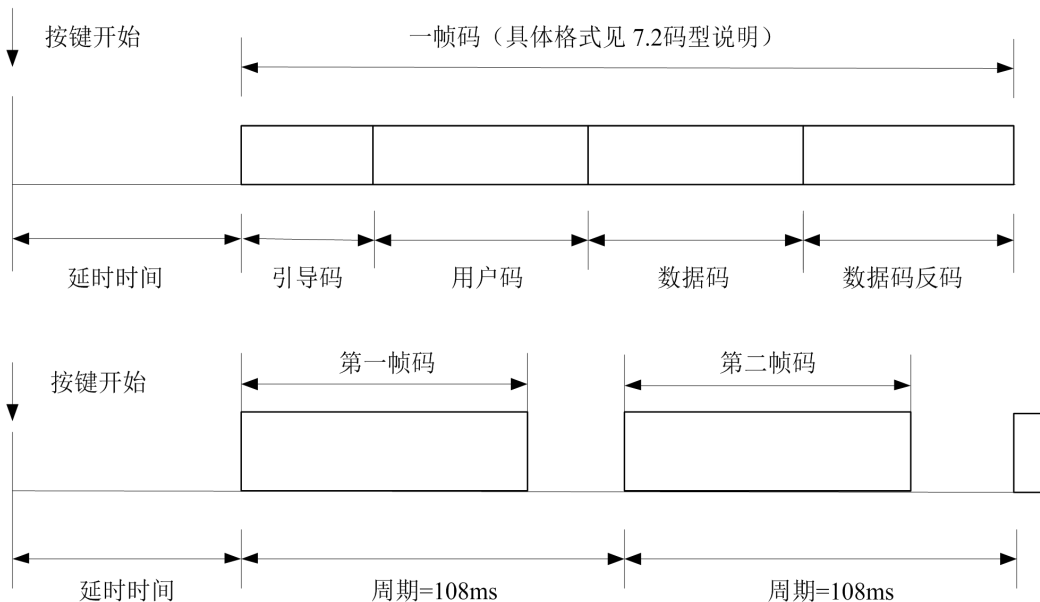 按键开始
一帧码（具体格式见 7.2码型说明）
延时时间
引导码
用户码
数据码
数据码反码
按键开始
第一帧码
第二帧码
延时时间
周期=108ms
周期=108ms